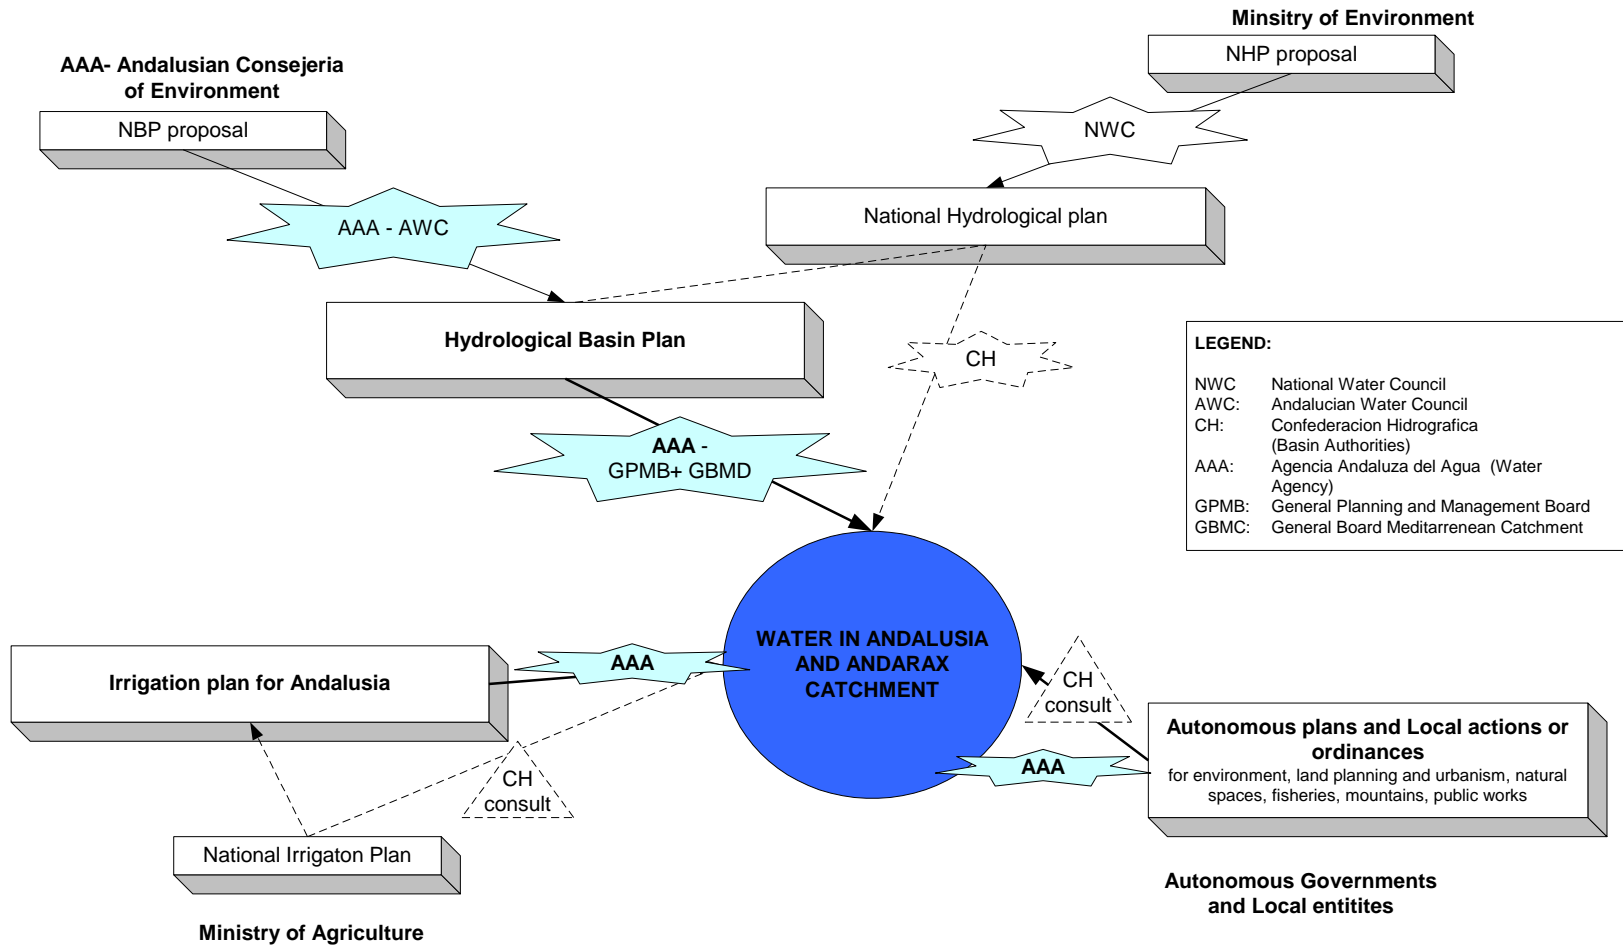 Minsitry of Environment
NHP proposal
AAA- Andalusian Consejeria
of Environment
NBP proposal
NWC
AAA - AWC
National Hydrological plan
Hydrological Basin Plan
CH
LEGEND:
NWC National Water Council
AWC: Andalucian Water Council
CH: Confederacion Hidrografica
(Basin Authorities)
AAA: Agencia Andaluza del Agua (Water
Agency)
GPMB: General Planning and Management Board
GBMC: General Board Meditarrenean Catchment
AAA -
GPMB+ GBMD
WATER IN ANDALUSIA
AND ANDARAX
CATCHMENT
AAA
Irrigation plan for Andalusia
CH
consult
Autonomous plans and Local actions or
ordinances
for environment, land planning and urbanism, natural
spaces, fisheries, mountains, public works
AAA
CH
consult
National Irrigaton Plan
Autonomous Governments
and Local entitites
Ministry of Agriculture